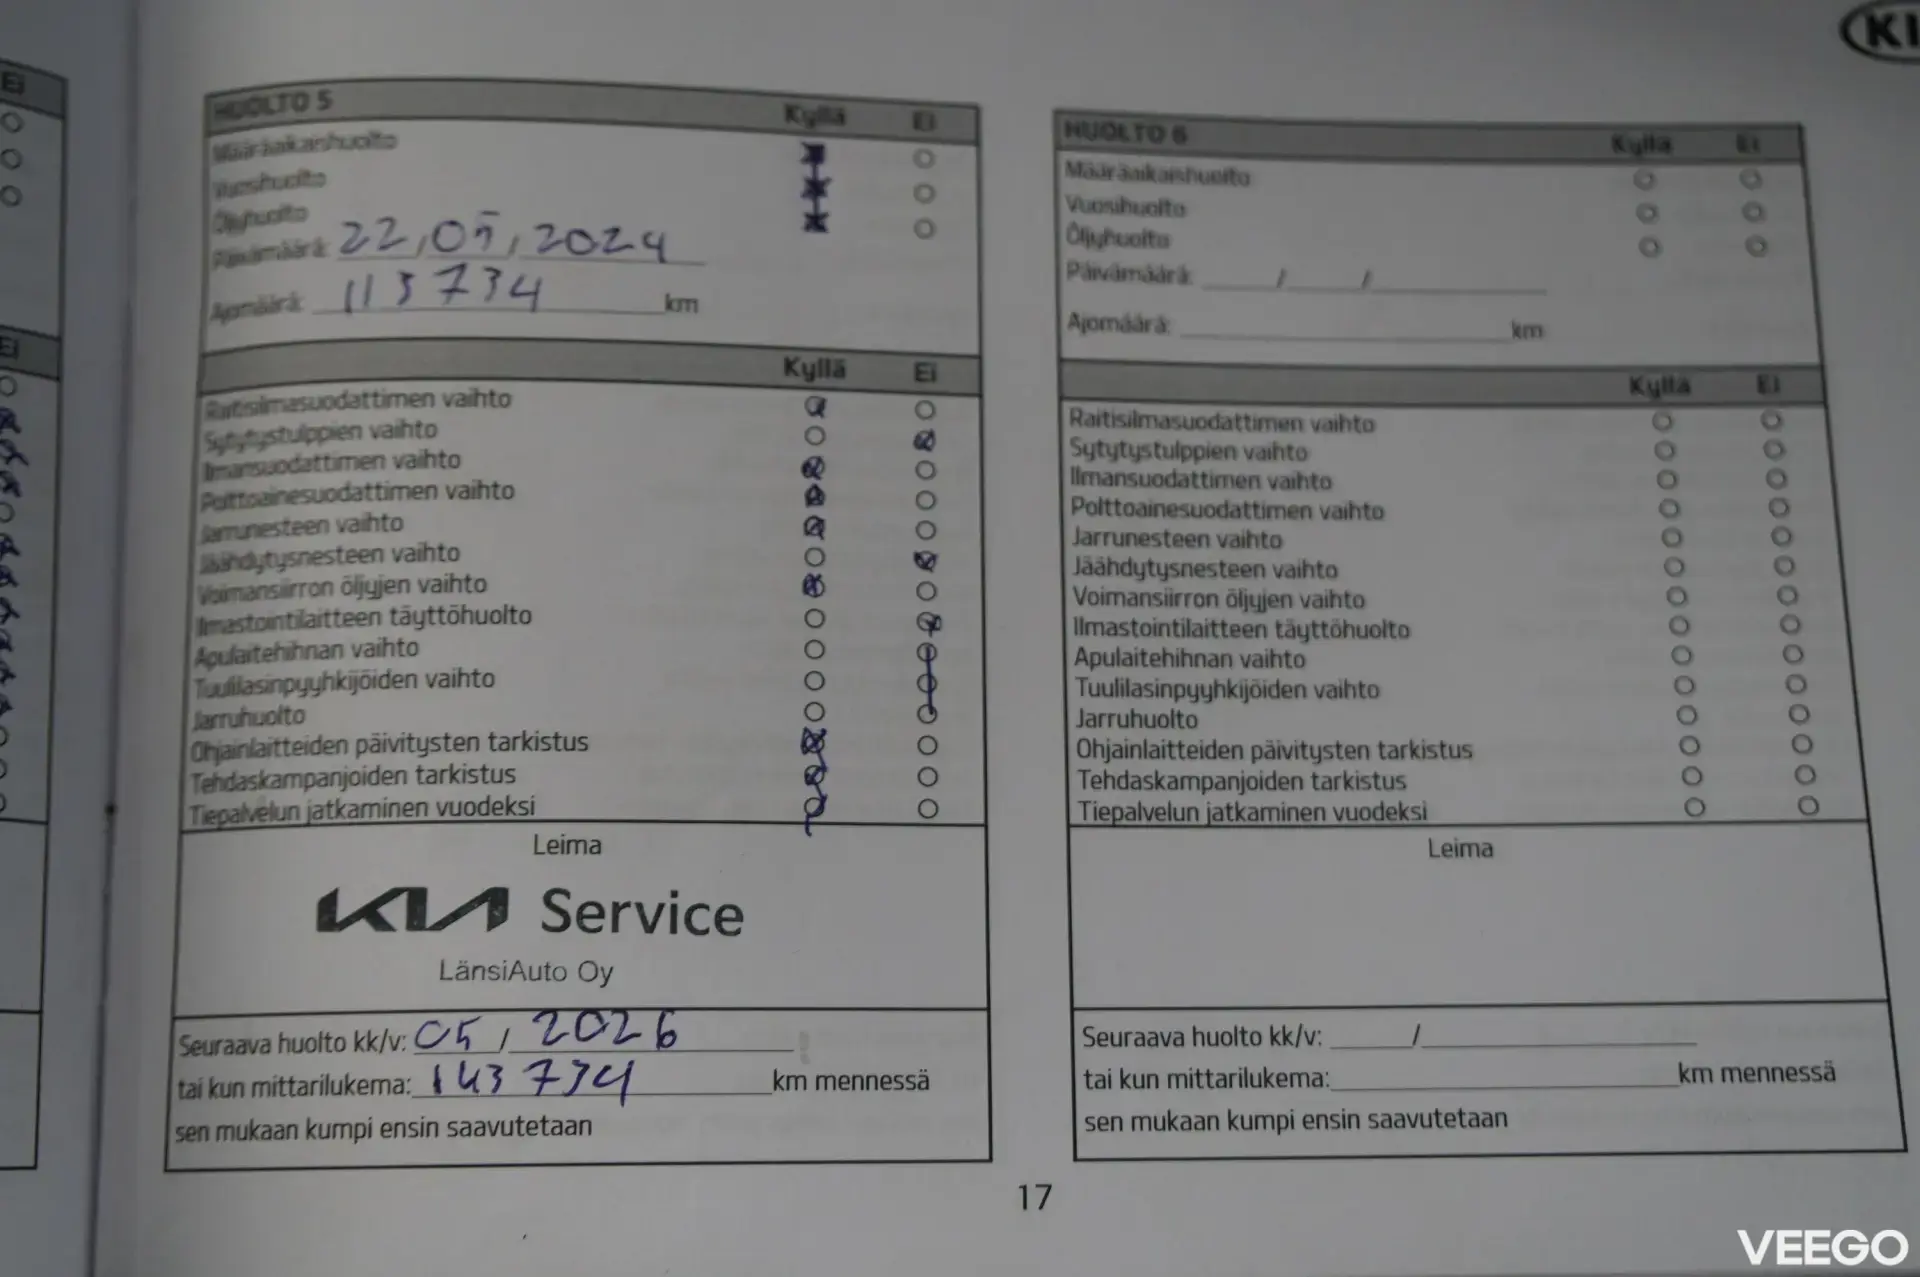 KI
Ei
Ei
HUOLTO 5 Kyllä Ei
Määräaikaishuolto
Vuosihuolto
Öljyhuolto
Päivämäärä: 22/05/2024
Ajomäärä: 113734 km
Kyllä Ei
Raitisilmasuodattimen vaihto
Sytytystulppien vaihto
Ilmansuodattimen vaihto
Polttoainesuodattimen vaihto
Jarrunesteen vaihto
Jäähdytysnesteen vaihto
Voimansiirron öljyjen vaihto
Ilmastointilaitteen täyttöhuolto
Apulaitehihnan vaihto
Tuulilasinpyyhkijöiden vaihto
Jarruhuolto
Ohjainlaitteiden päivitysten tarkistus
Tehdaskampanjoiden tarkistus
Tiepalvelun jatkaminen vuodeksi
Leima
KIA Service
LänsiAuto Oy
Seuraava huolto kk/v: 05 / 2026
tai kun mittarilukema: 143734 km mennessä
sen mukaan kumpi ensin saavutetaan
HUOLTO 6 Kyllä Ei
Määräaikaishuolto
Vuosihuolto
Öljyhuolto
Päivämäärä: / /
Ajomäärä: km
Kyllä Ei
Raitisilmasuodattimen vaihto
Sytytystulppien vaihto
Ilmansuodattimen vaihto
Polttoainesuodattimen vaihto
Jarrunesteen vaihto
Jäähdytysnesteen vaihto
Voimansiirron öljyjen vaihto
Ilmastointilaitteen täyttöhuolto
Apulaitehihnan vaihto
Tuulilasinpyyhkijöiden vaihto
Jarruhuolto
Ohjainlaitteiden päivitysten tarkistus
Tehdaskampanjoiden tarkistus
Tiepalvelun jatkaminen vuodeksi
Leima
Seuraava huolto kk/v: /
tai kun mittarilukema: km mennessä
sen mukaan kumpi ensin saavutetaan
17
VEEGO